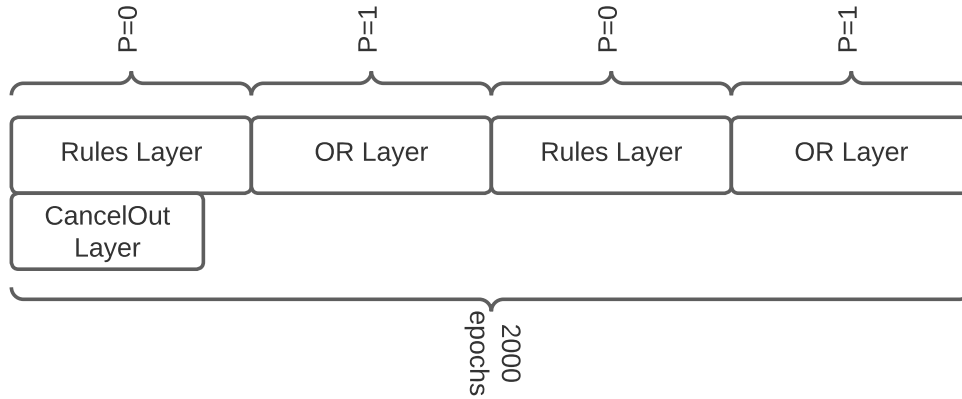 P=0
P=1
P=0
P=1
Rules Layer
OR Layer
Rules Layer
OR Layer
CancelOut
Layer
2000
epochs